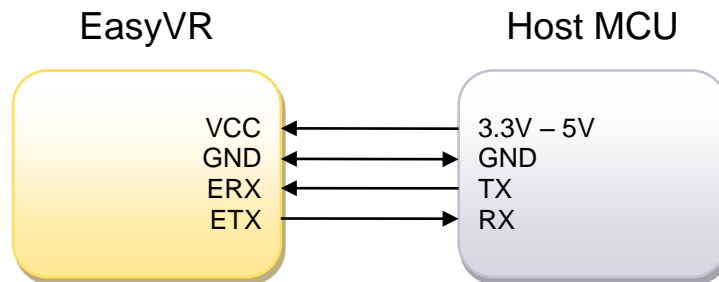 EasyVR Host MCU
VCC 3.3V – 5V
GND GND
ERX TX
ETX RX